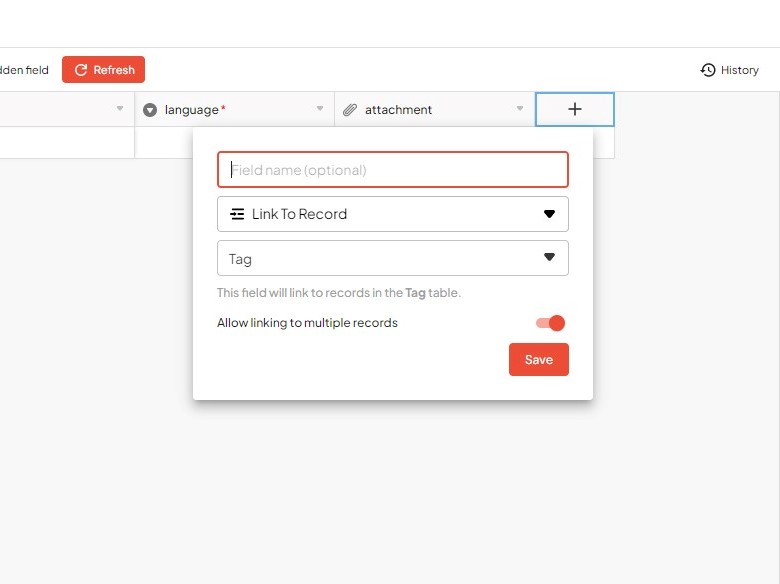 dden field
Refresh
History
language*
attachment
+
Field name (optional)
Link To Record
Tag
This field will link to records in the Tag table.
Allow linking to multiple records
Save